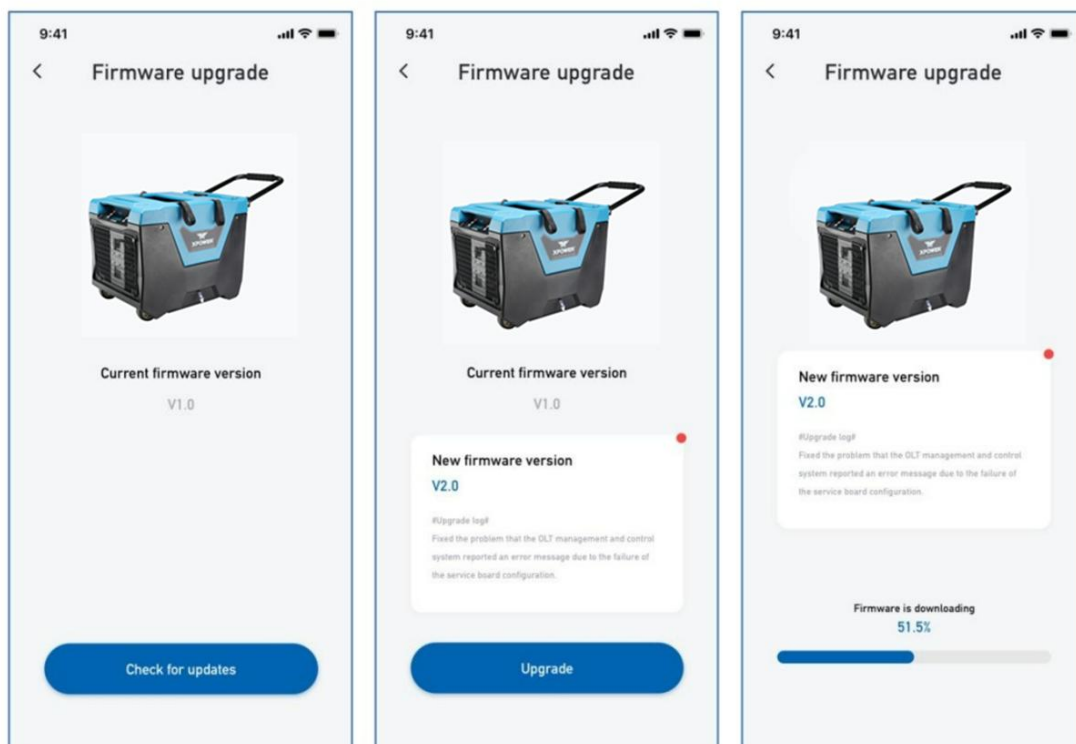 9:41
Firmware upgrade
XPOWER
Current firmware version
V1.0
Check for updates
9:41
Firmware upgrade
XPOWER
Current firmware version
V1.0
New firmware version
V2.0
#Upgrade log#
Fixed the problem that the OLT management and control
system reported an error message due to the failure of
the service board configuration.
Upgrade
9:41
Firmware upgrade
XPOWER
New firmware version
V2.0
#Upgrade log#
Fixed the problem that the OLT management and control
system reported an error message due to the failure of
the service board configuration.
Firmware is downloading
51.5%